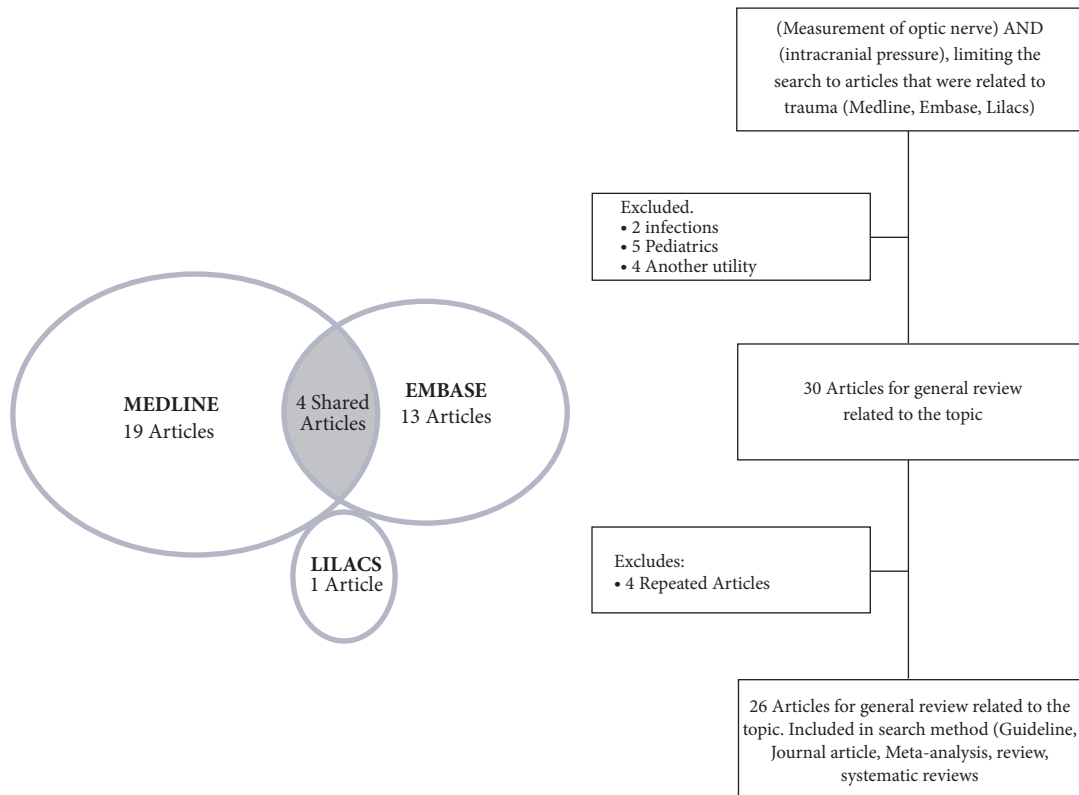 MEDLINE
19 Articles
4 Shared
Articles
EMBASE
13 Articles
LILACS
1 Article
(Measurement of optic nerve) AND
(intracranial pressure), limiting the
search to articles that were related to
trauma (Medline, Embase, Lilacs)
Excluded.
• 2 infections
• 5 Pediatrics
• 4 Another utility
30 Articles for general review
related to the topic
Excludes:
• 4 Repeated Articles
26 Articles for general review related to the
topic. Included in search method (Guideline,
Journal article, Meta-analysis, review,
systematic reviews